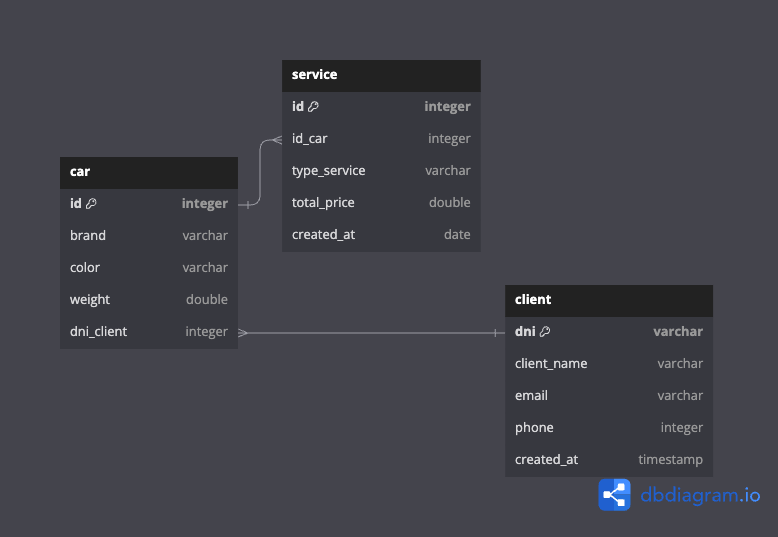 service
id integer
id_car integer
type_service varchar
total_price double
created_at date
car
id integer
brand varchar
color varchar
weight double
dni_client integer
client
dni varchar
client_name varchar
email varchar
phone integer
created_at timestamp
dbdiagram.io